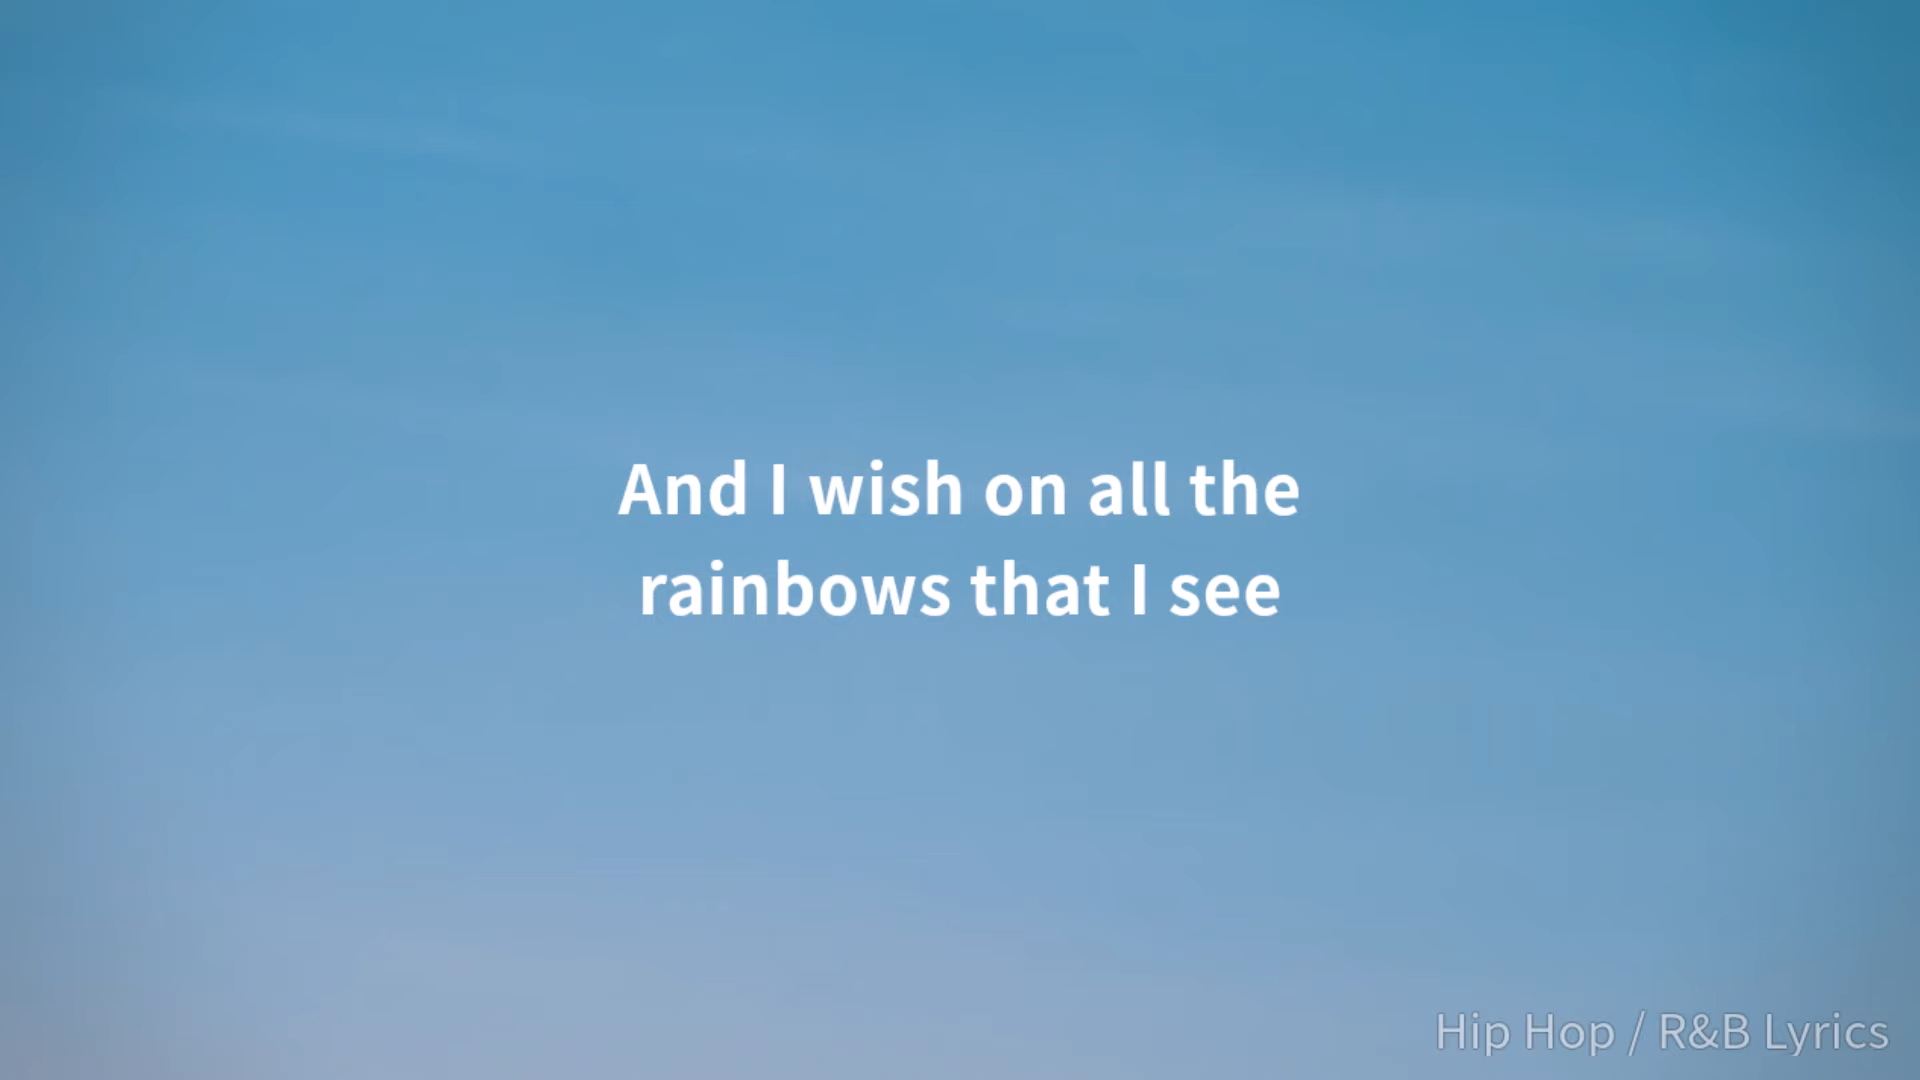 And I wish on all the
rainbows that I see
Hip Hop / R&B Lyrics